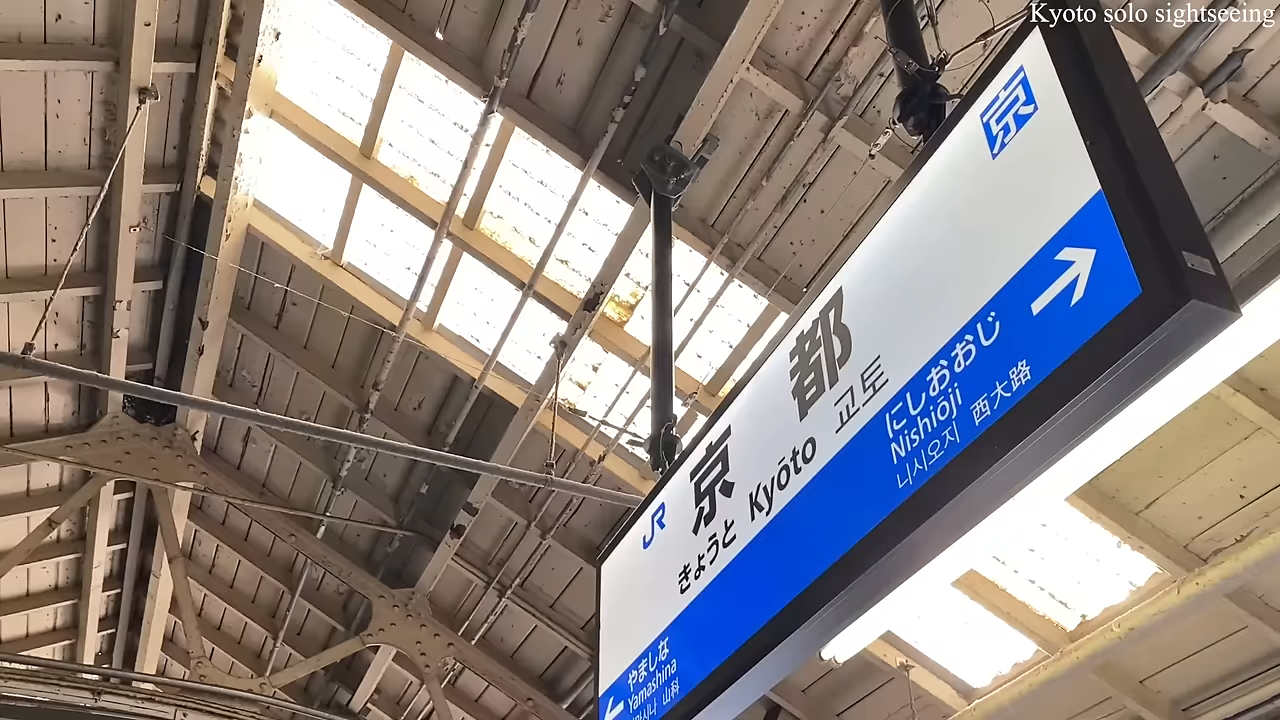 Kyoto solo sightseeing
京
JR
京都
きょうと Kyōto 교토
にしおおじ
Nishiōji
니시오지 西大路
やましな
Yamashina
山科